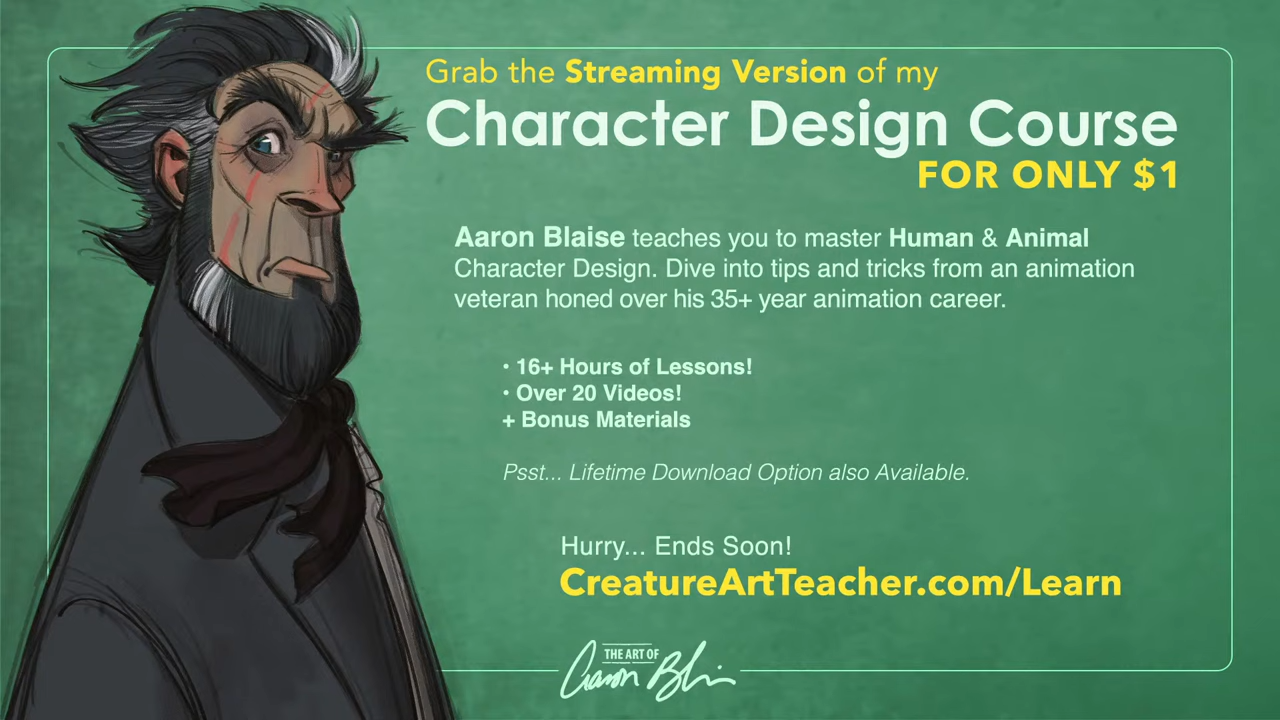 Grab the Streaming Version of my
Character Design Course
FOR ONLY $1
Aaron Blaise teaches you to master Human & Animal
Character Design. Dive into tips and tricks from an animation
veteran honed over his 35+ year animation career.
• 16+ Hours of Lessons!
• Over 20 Videos!
+ Bonus Materials
Psst... Lifetime Download Option also Available.
Hurry... Ends Soon!
CreatureArtTeacher.com/Learn
THE ART OF
Aaron Blaise